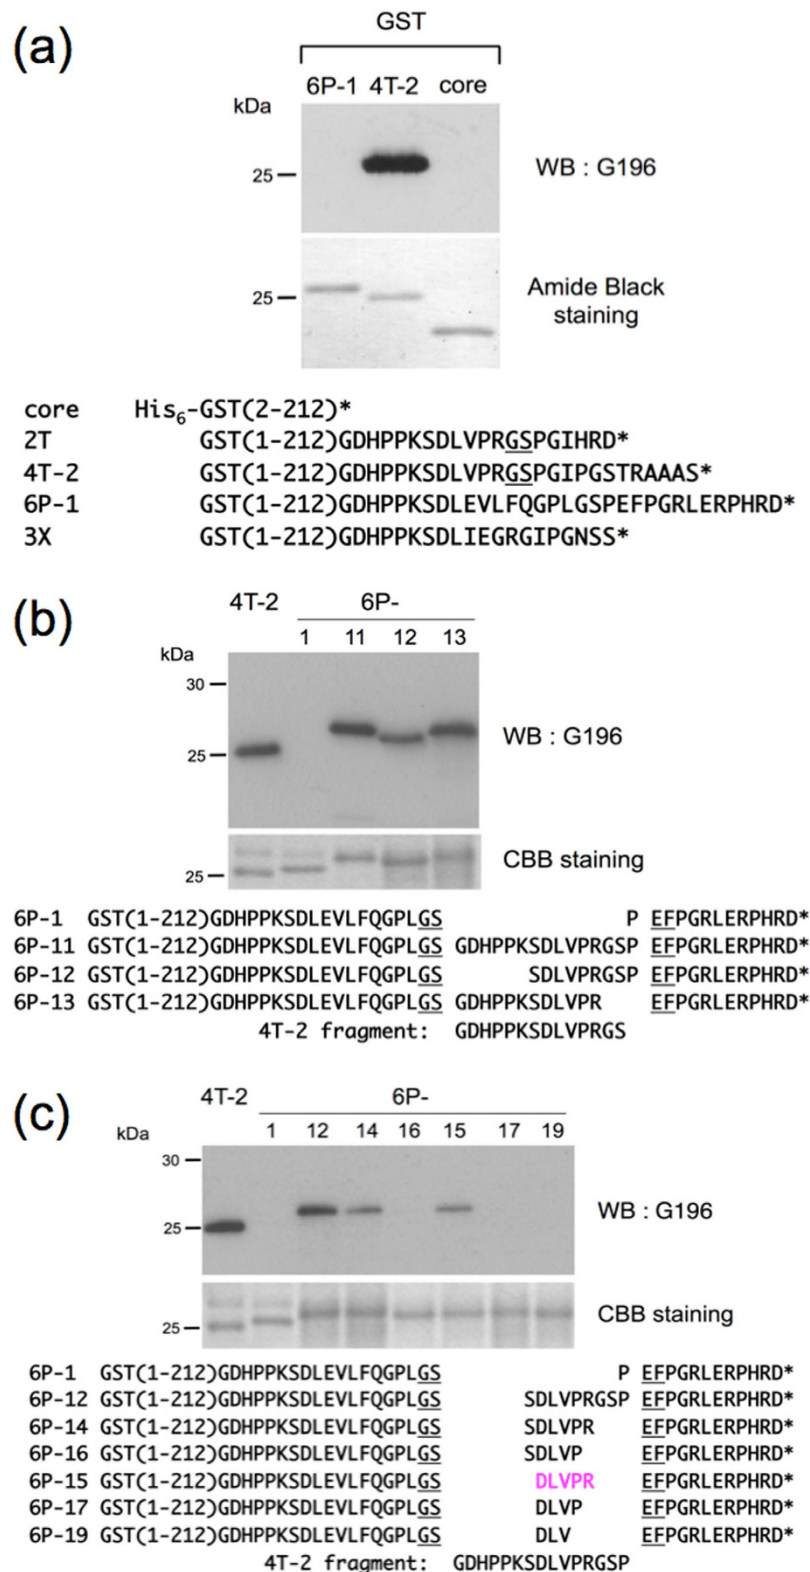 (a)
GST
6P-1 4T-2 core
kDa
25
WB : G196
25
Amide Black
staining
core His6-GST(2-212)*
2T GST(1-212)GDHPPKSDLVPRGSPGIHRD*
4T-2 GST(1-212)GDHPPKSDLVPRGSPGIPGSTRAAAS*
6P-1 GST(1-212)GDHPPKSDLEVLFQGPLGSPEFPGRLERPHRD*
3X GST(1-212)GDHPPKSDLIEGRGIPGNSS*
(b)
4T-2 6P-
1 11 12 13
kDa
30
25
WB : G196
25
CBB staining
6P-1 GST(1-212)GDHPPKSDLEVLFQGPLGS P EFPGRLERPHRD*
6P-11 GST(1-212)GDHPPKSDLEVLFQGPLGS GDHPPKSDLVPRGSP EFPGRLERPHRD*
6P-12 GST(1-212)GDHPPKSDLEVLFQGPLGS SDLVPRGSP EFPGRLERPHRD*
6P-13 GST(1-212)GDHPPKSDLEVLFQGPLGS GDHPPKSDLVPR EFPGRLERPHRD*
4T-2 fragment: GDHPPKSDLVPRGS
(c)
4T-2 6P-
1 12 14 16 15 17 19
kDa
30
25
WB : G196
25
CBB staining
6P-1 GST(1-212)GDHPPKSDLEVLFQGPLGS P EFPGRLERPHRD*
6P-12 GST(1-212)GDHPPKSDLEVLFQGPLGS SDLVPRGSP EFPGRLERPHRD*
6P-14 GST(1-212)GDHPPKSDLEVLFQGPLGS SDLVPR EFPGRLERPHRD*
6P-16 GST(1-212)GDHPPKSDLEVLFQGPLGS SDLVP EFPGRLERPHRD*
6P-15 GST(1-212)GDHPPKSDLEVLFQGPLGS DLVPR EFPGRLERPHRD*
6P-17 GST(1-212)GDHPPKSDLEVLFQGPLGS DLVP EFPGRLERPHRD*
6P-19 GST(1-212)GDHPPKSDLEVLFQGPLGS DLV EFPGRLERPHRD*
4T-2 fragment: GDHPPKSDLVPRGSP